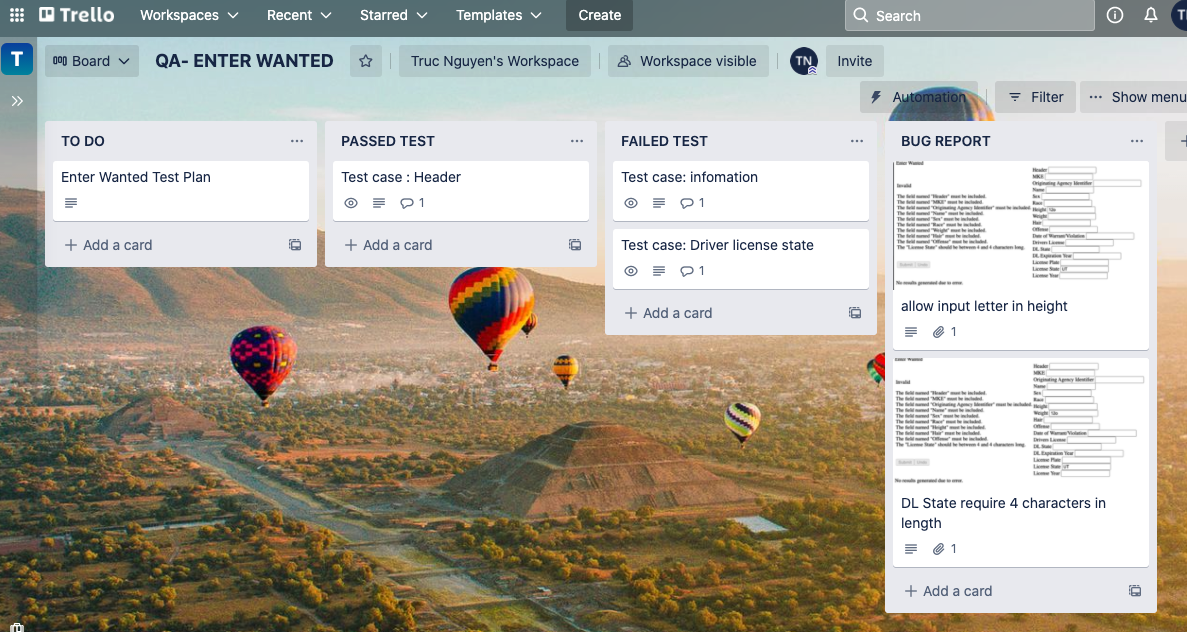 Trello
Workspaces
Recent
Starred
Templates
Create
Search
T
Board
QA- ENTER WANTED
Truc Nguyen's Workspace
Workspace visible
TN
Invite
Automation
Filter
Show menu
TO DO
Enter Wanted Test Plan
Add a card
PASSED TEST
Test case : Header
1
Add a card
FAILED TEST
Test case: infomation
1
Test case: Driver license state
1
Add a card
BUG REPORT
Enter Wanted
Invalid
The field named "Header" must be included.
The field named "MKE" must be included.
The field named "Originating Agency Identifier" must be included.
The field named "Name" must be included.
The field named "Sex" must be included.
The field named "Race" must be included.
The field named "Weight" must be included.
The field named "Hair" must be included.
The field named "Offense" must be included.
The "License State" should be between 4 and 4 characters long.
Submit
No results generated due to error.
Header
MKE
Originating Agency Identifier
Name
Sex
Race
Height
Weight
Hair
Offense
Date of Warrant/Violation
Drivers License
DL State
DL Expiration Year
License Plate
License State UT
License Year
allow input letter in height
1
Enter Wanted
Invalid
The field named "Header" must be included.
The field named "MKE" must be included.
The field named "Originating Agency Identifier" must be included.
The field named "Name" must be included.
The field named "Sex" must be included.
The field named "Race" must be included.
The field named "Height" must be included.
The field named "Hair" must be included.
The field named "Offense" must be included.
The "License State" should be between 4 and 4 characters long.
Submit
No results generated due to error.
Header
MKE
Originating Agency Identifier
Name
Sex
Race
Height
Weight
Hair
Offense
Date of Warrant/Violation
Drivers License
DL State
DL Expiration Year
License Plate
License State UT
License Year
DL State require 4 characters in
length
1
Add a card